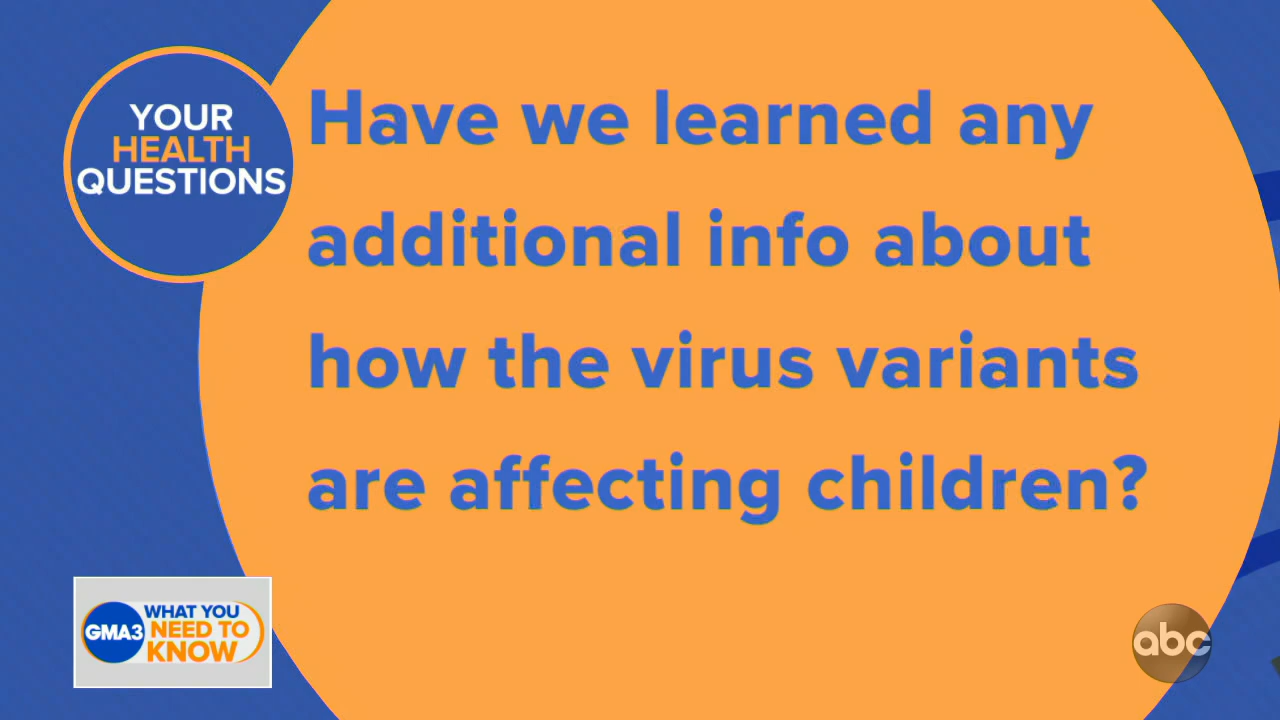 YOUR
HEALTH
QUESTIONS
Have we learned any
additional info about
how the virus variants
are affecting children?
GMA3
WHAT YOU
NEED TO
KNOW
abc